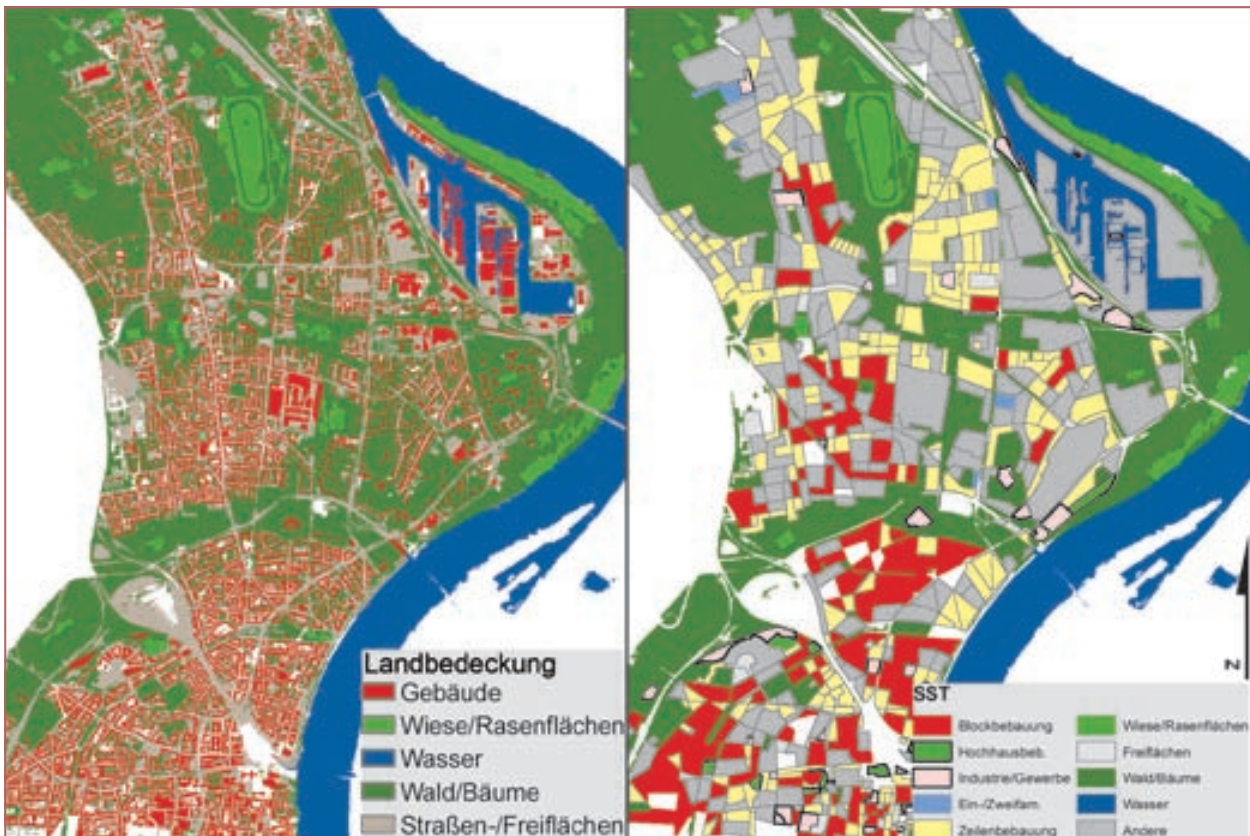 Landbedeckung
Gebäude
Wiese/Rasenflächen
Wasser
Wald/Bäume
Straßen-/Freiflächen
N
SST
Blockbebauung
Hochhausbeb.
Industrie/Gewerbe
Ein-/Zweifam.
Zeilenbebauung
Wiese/Rasenflächen
Freiflächen
Wald/Bäume
Wasser
Andere